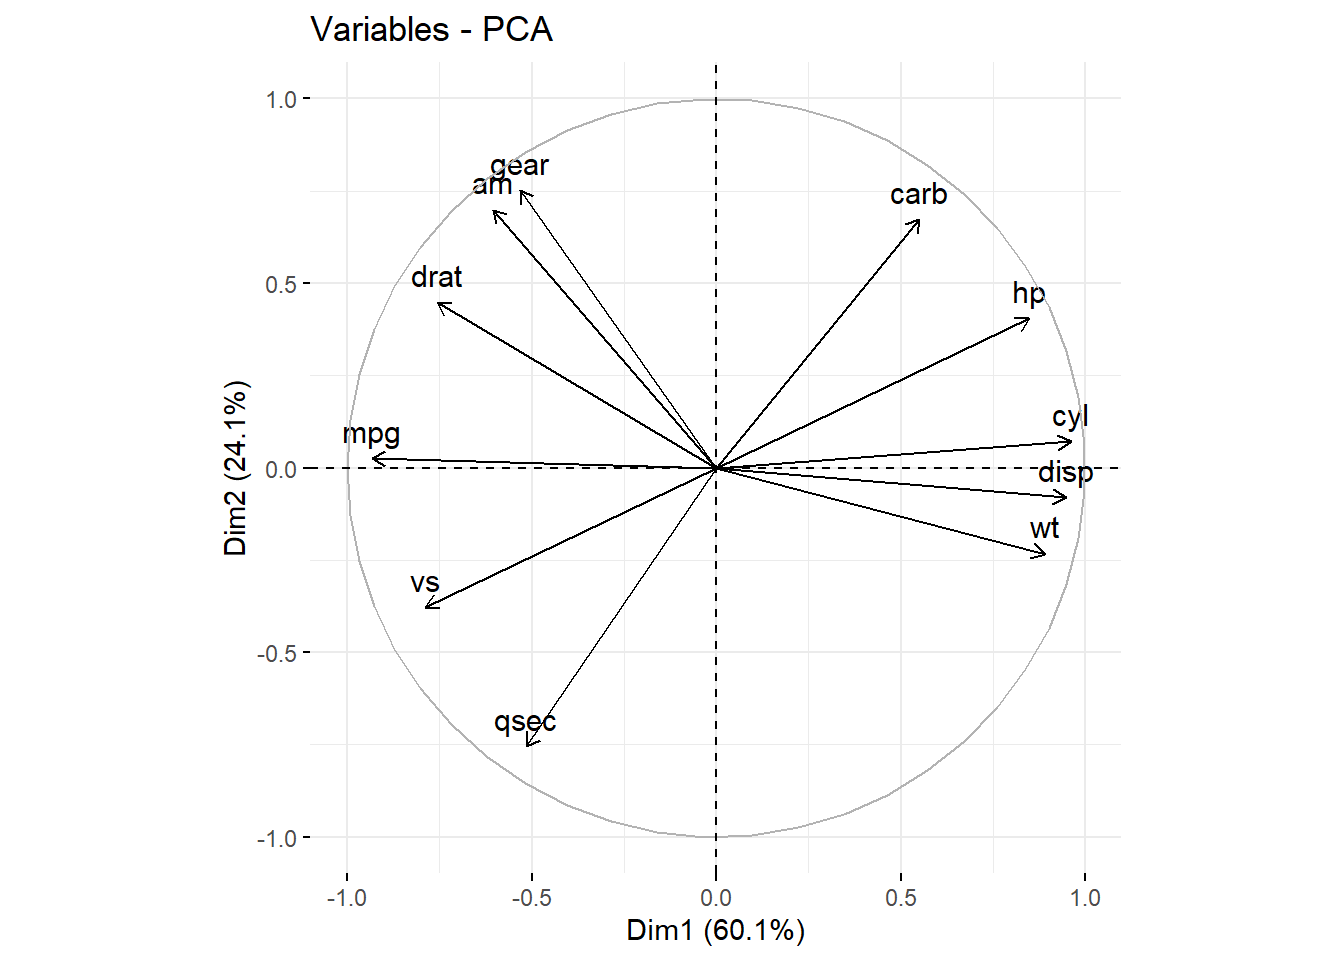 Variables - PCA
1.0
gear
am
carb
drat
0.5
hp
cyl
mpg
0.0
disp
wt
vs
-0.5
qsec
-1.0
Dim2 (24.1%)
-1.0 -0.5 0.0 0.5 1.0
Dim1 (60.1%)